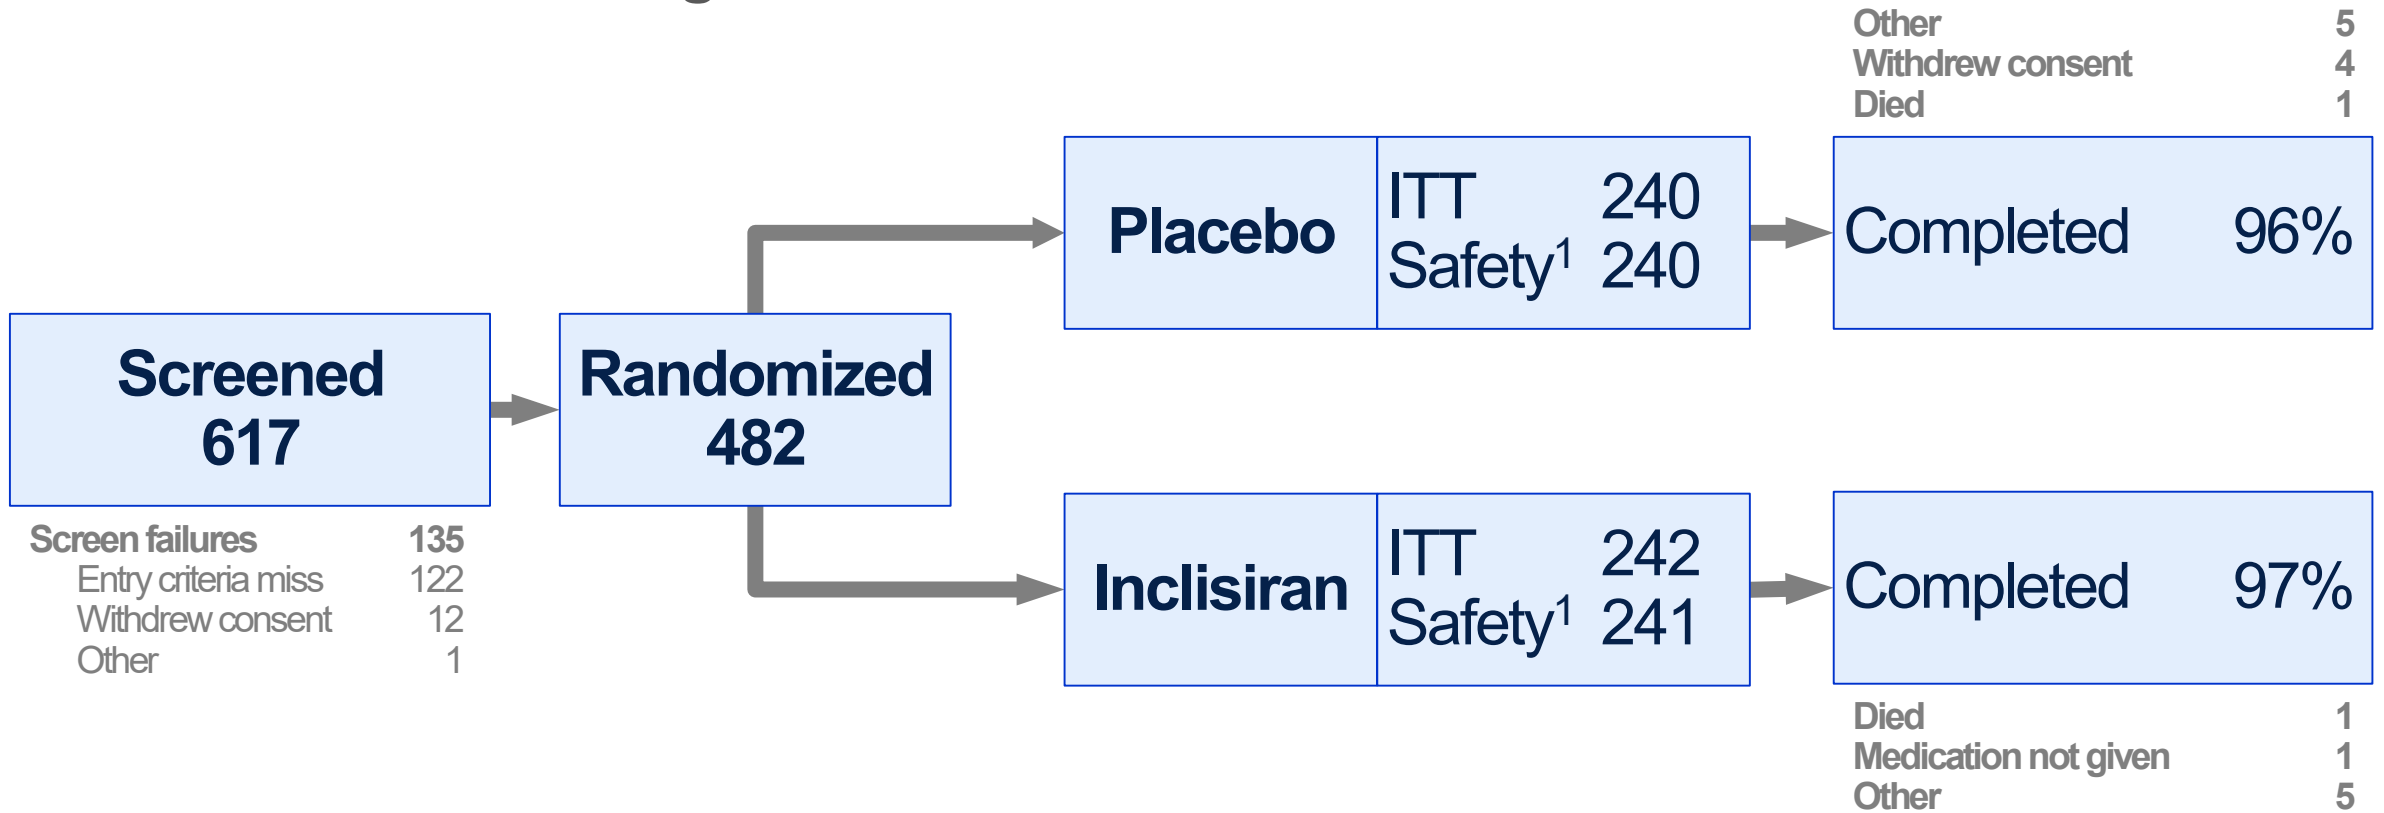 Other 5
Withdrew consent 4
Died 1
Placebo
ITT 240
Safety1 240
Completed 96%
Screened
617
Randomized
482
Screen failures 135
Entry criteria miss 122
Withdrew consent 12
Other 1
Inclisiran
ITT 242
Safety1 241
Completed 97%
Died 1
Medication not given 1
Other 5